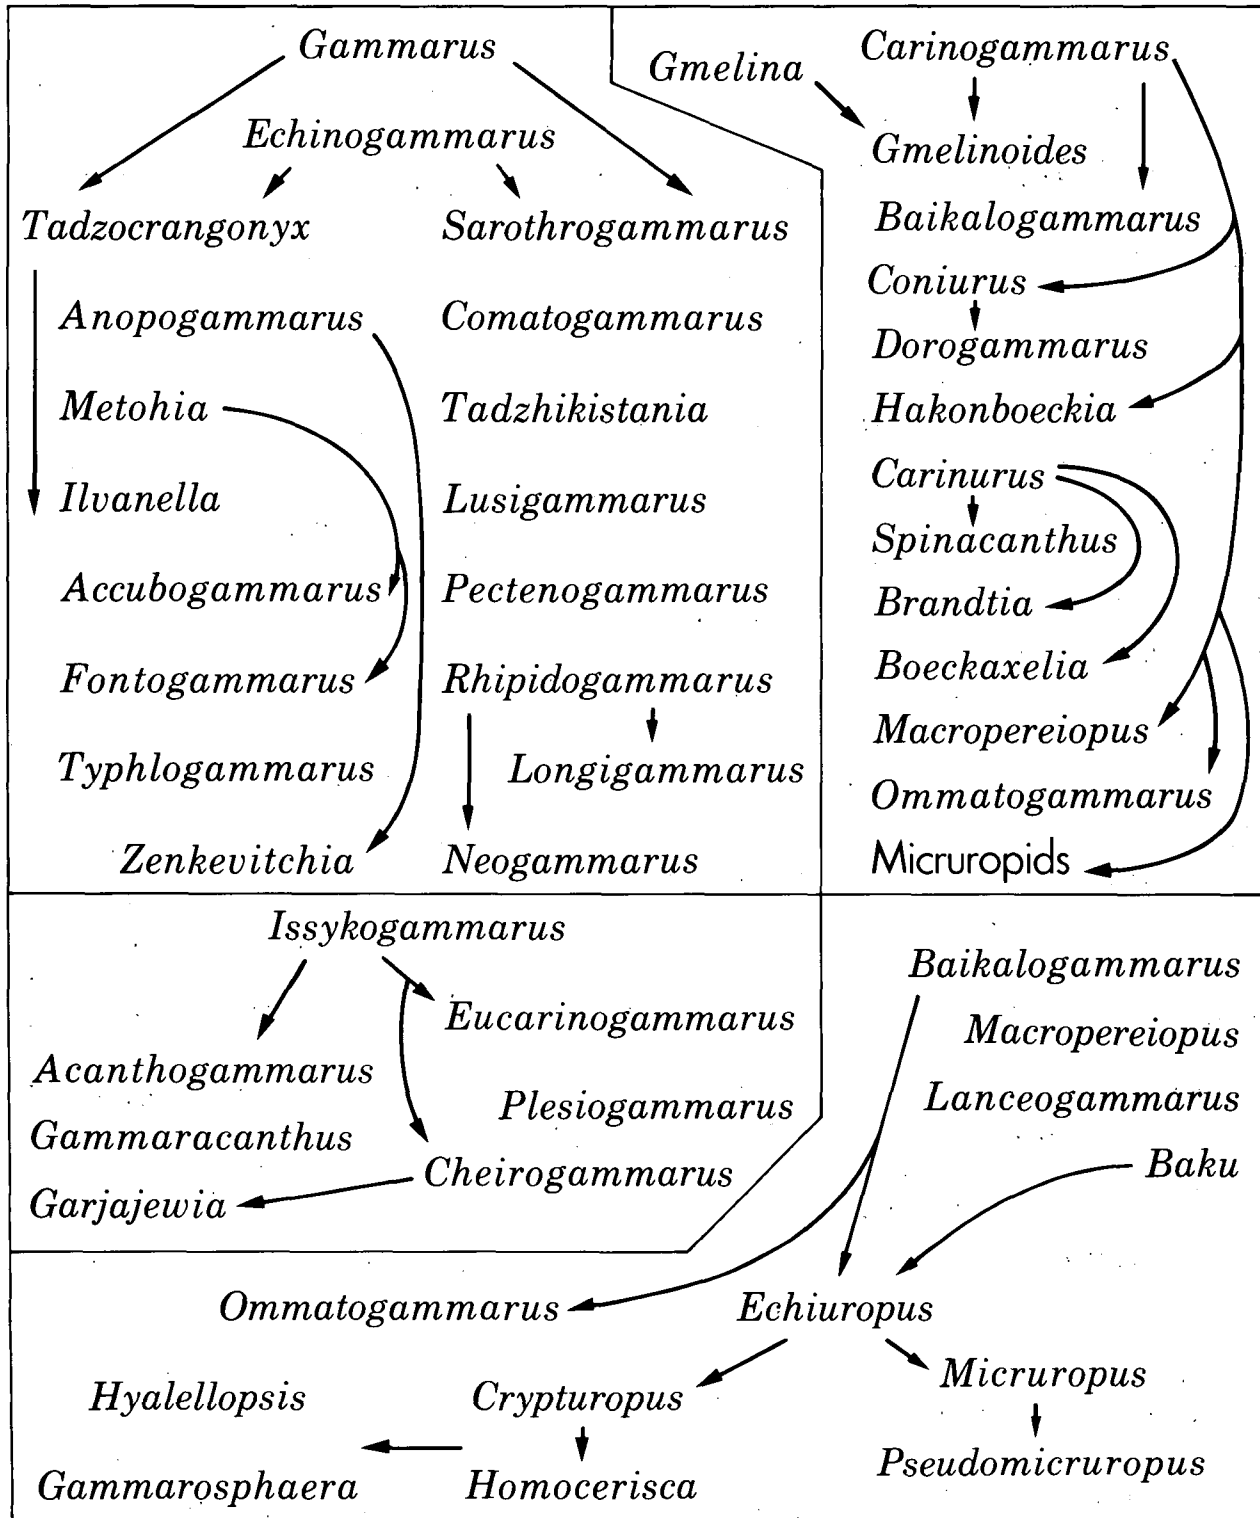 Gammarus
Echinogammarus
Tadzocrangonyx
Sarothrogammarus
Anopogammarus
Comatogammarus
Metohia
Tadzhikistania
Ilvanella
Lusigammarus
Accubogammarus
Pectenogammarus
Fontogammarus
Rhipidogammarus
Typhlogammarus
Longigammarus
Zenkevitchia
Neogammarus
Gmelina
Carinogammarus
Gmelinoides
Baikalogammarus
Coniurus
Dorogammarus
Hakonboeckia
Carinurus
Spinacanthus
Brandtia
Boeckaxelia
Macropereiopus
Ommatogammarus
Micruropids
Issykogammarus
Eucarinogammarus
Acanthogammarus
Plesiogammarus
Gammaracanthus
Cheirogammarus
Garjajewia
Baikalogammarus
Macropereiopus
Lanceogammarus
Baku
Ommatogammarus
Echiuropus
Hyalellopsis
Crypturopus
Micruropus
Gammarosphaera
Homocerisca
Pseudomicruropus